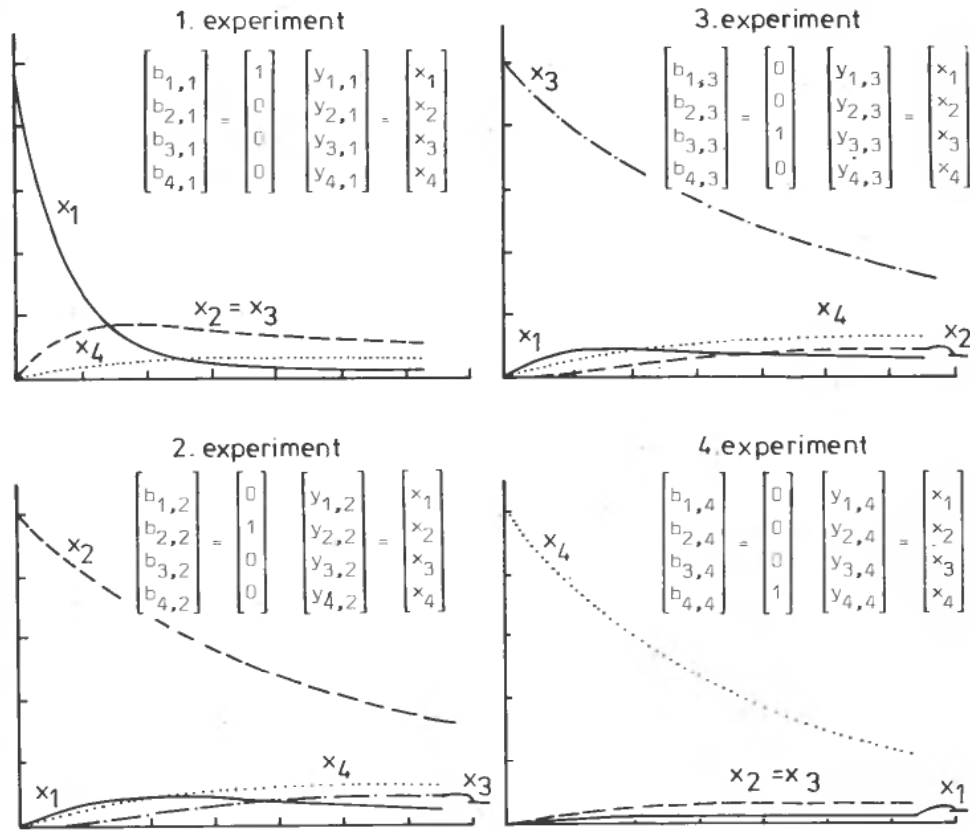 1. experiment
b1,1 1 y1,1 x1
b2,1 = 0 y2,1 = x2
b3,1 0 y3,1 x3
b4,1 0 y4,1 x4
x1
x2 = x3
x4
3.experiment
b1,3 0 y1,3 x1
b2,3 = 0 y2,3 = x2
b3,3 1 y3,3 x3
b4,3 0 y4,3 x4
x3
x4
x1
x2
2. experiment
b1,2 0 y1,2 x1
b2,2 = 1 y2,2 = x2
b3,2 0 y3,2 x3
b4,2 0 y4,2 x4
x2
x4
x1
x3
4.experiment
b1,4 0 y1,4 x1
b2,4 = 0 y2,4 = x2
b3,4 0 y3,4 x3
b4,4 1 y4,4 x4
x4
x2 = x3
x1